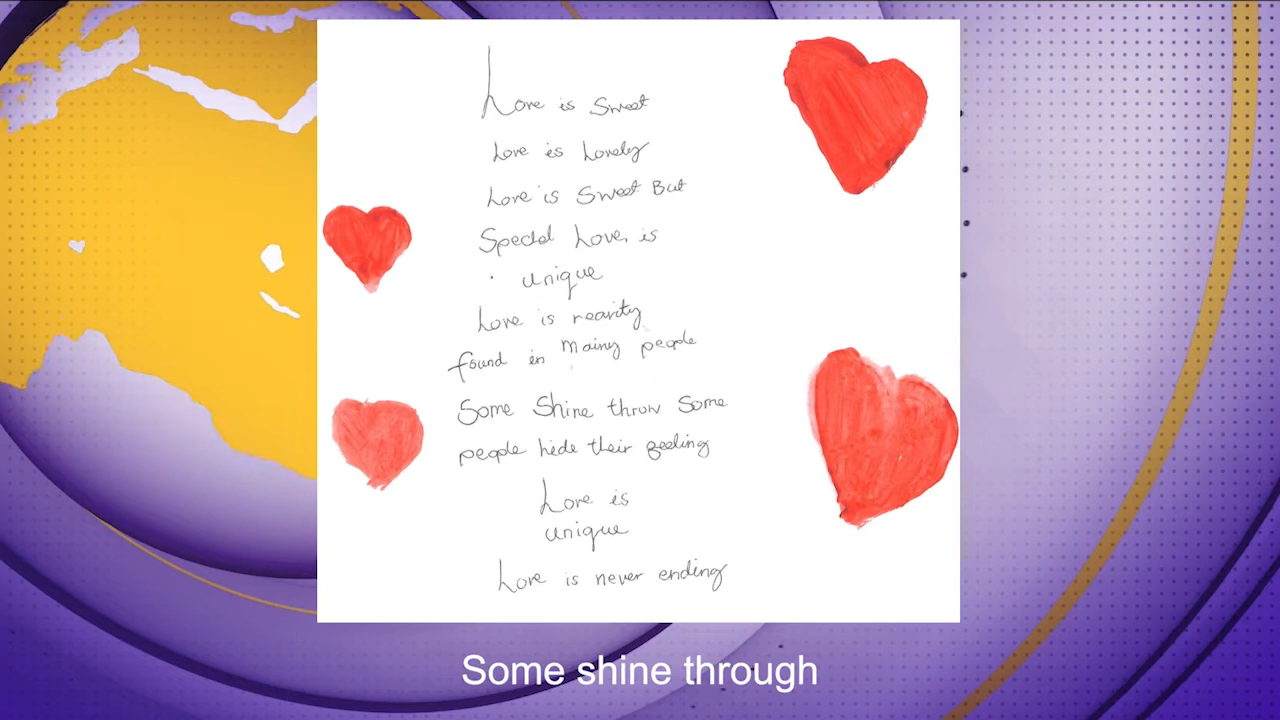 Love is Sweet
Love is Lovely
Love is Sweet But
Special Love is
unique
Love is rearity
found in Mainy people
Some Shine throw Some
people hide their feeling
Love is
unique
Love is never ending
Some shine through